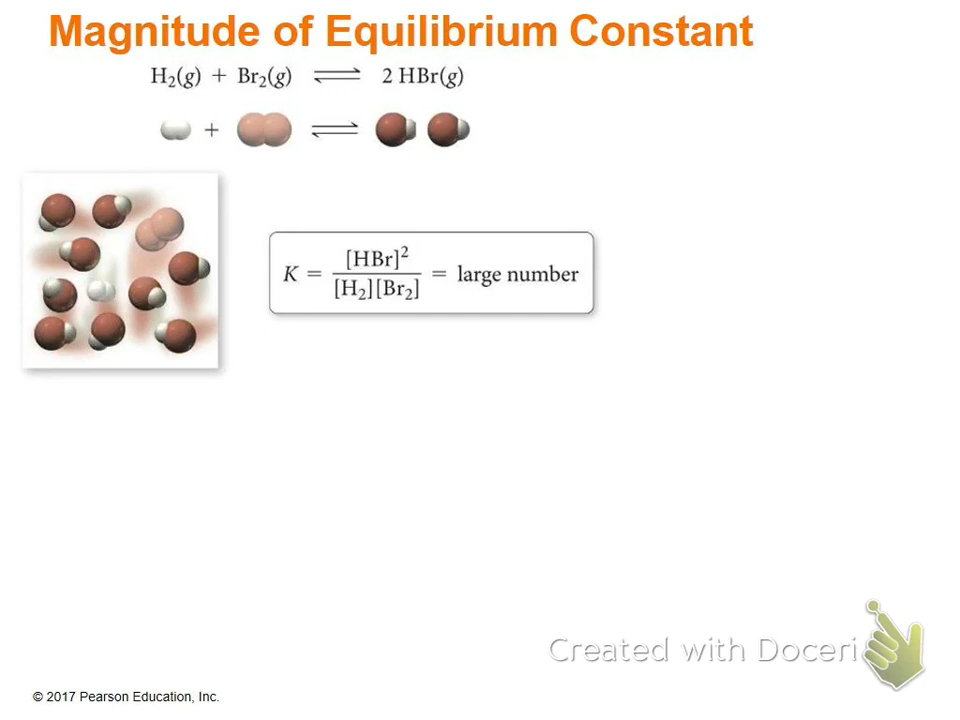 Magnitude of Equilibrium Constant
H₂(g) + Br₂(g) ⇌ 2 HBr(g)
+ ⇌
K = [HBr]² / [H₂][Br₂] = large number
Created with Doceri
© 2017 Pearson Education, Inc.